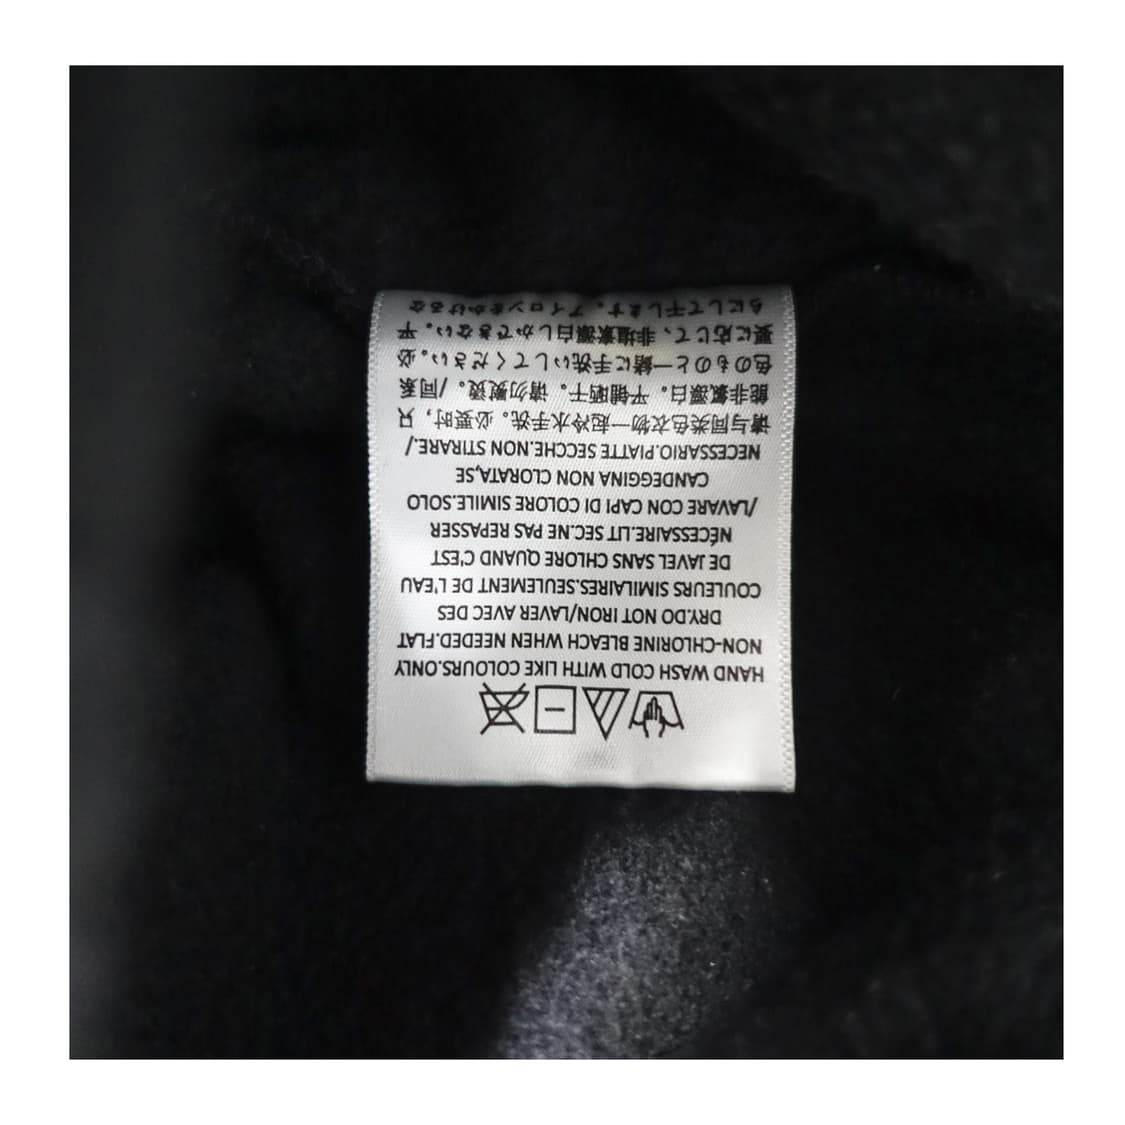 HAND WASH COLD WITH LIKE COLOURS.ONLY
NON-CHLORINE BLEACH WHEN NEEDED.FLAT
DRY.DO NOT IRON/LAVER AVEC DES
COULEURS SIMILAIRES.SEULEMENT DE L'EAU
DE JAVEL SANS CHLORE QUAND C'EST
NÉCESSAIRE.LIT SEC.NE PAS REPASSER
/LAVARE CON CAPI DI COLORE SIMILE.SOLO
CANDEGGINA NON CLORATA,SE
NECESSARIO.PIATTE SECCHE.NON STIRARE./
请与同类色衣物一起冷水手洗。必要时，只
能非氯漂白。平铺晒干。请勿熨烫。/同系
色のものと一緒に手洗いしてください。必
要に応じて、非塩素漂白しかできない。平
らにして干します。アイロンをかけるな